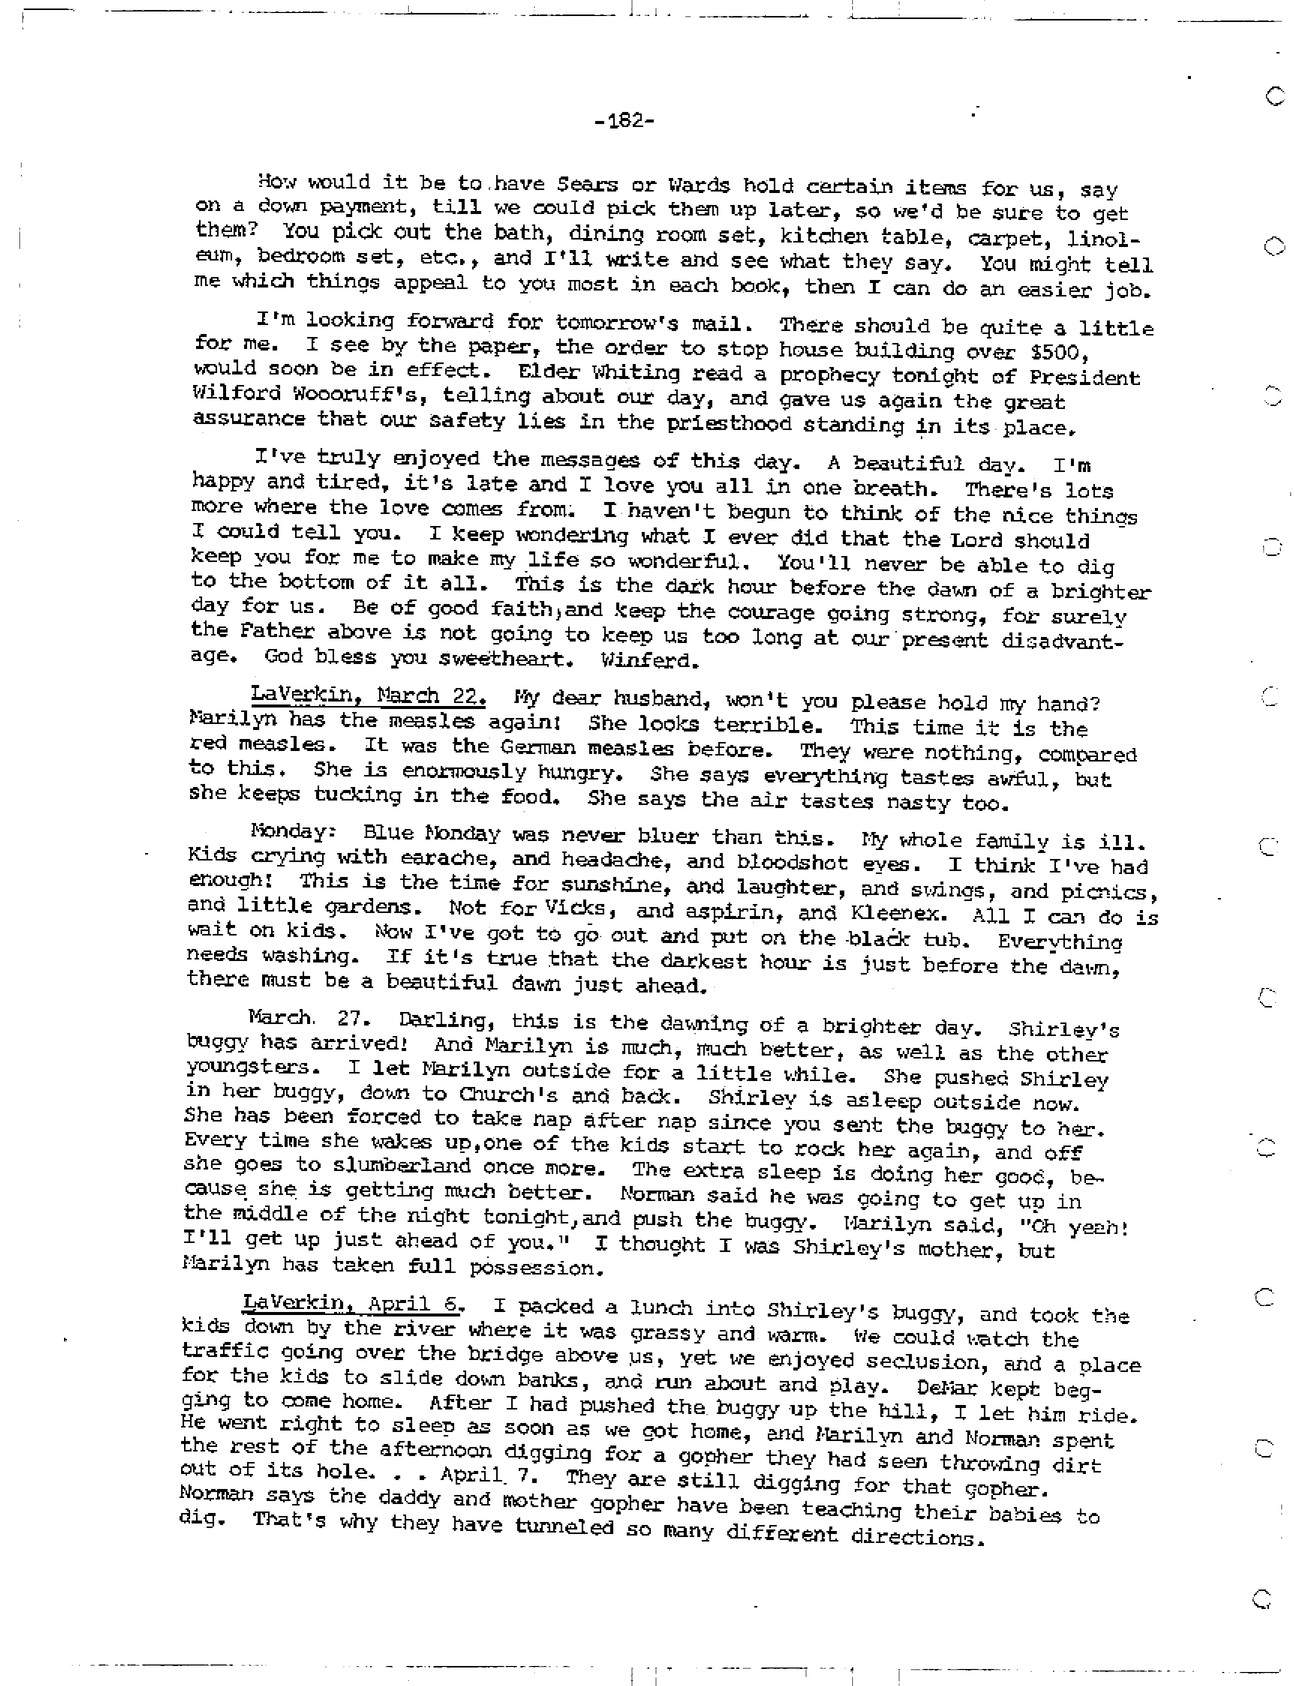 -182-
How would it be to have Sears or Wards hold certain items for us, say
on a down payment, till we could pick them up later, so we'd be sure to get
them? You pick out the bath, dining room set, kitchen table, carpet, linol-
eum, bedroom set, etc., and I'll write and see what they say. You might tell
me which things appeal to you most in each book, then I can do an easier job.
I'm looking forward for tomorrow's mail. There should be quite a little
for me. I see by the paper, the order to stop house building over $500,
would soon be in effect. Elder Whiting read a prophecy tonight of President
Wilford Woooruff's, telling about our day, and gave us again the great
assurance that our safety lies in the priesthood standing in its place.
I've truly enjoyed the messages of this day. A beautiful day. I'm
happy and tired, it's late and I love you all in one breath. There's lots
more where the love comes from. I haven't begun to think of the nice things
I could tell you. I keep wondering what I ever did that the Lord should
keep you for me to make my life so wonderful. You'll never be able to dig
to the bottom of it all. This is the dark hour before the dawn of a brighter
day for us. Be of good faith,and keep the courage going strong, for surely
the Father above is not going to keep us too long at our present disadvant-
age. God bless you sweetheart. Winferd.
LaVerkin, March 22. My dear husband, won't you please hold my hand?
Marilyn has the measles again! She looks terrible. This time it is the
red measles. It was the German measles before. They were nothing, compared
to this. She is enormously hungry. She says everything tastes awful, but
she keeps tucking in the food. She says the air tastes nasty too.
Monday: Blue Monday was never bluer than this. My whole family is ill.
Kids crying with earache, and headache, and bloodshot eyes. I think I've had
enough! This is the time for sunshine, and laughter, and swings, and picnics,
and little gardens. Not for Vicks, and aspirin, and Kleenex. All I can do is
wait on kids. Now I've got to go out and put on the black tub. Everything
needs washing. If it's true that the darkest hour is just before the dawn,
there must be a beautiful dawn just ahead.
March. 27. Darling, this is the dawning of a brighter day. Shirley's
buggy has arrived! And Marilyn is much, much better, as well as the other
youngsters. I let Marilyn outside for a little while. She pushed Shirley
in her buggy, down to Church's and back. Shirley is asleep outside now.
She has been forced to take nap after nap since you sent the buggy to her.
Every time she wakes up,one of the kids start to rock her again, and off
she goes to slumberland once more. The extra sleep is doing her good, be-
cause she is getting much better. Norman said he was going to get up in
the middle of the night tonight,and push the buggy. Marilyn said, "Oh yeah!
I'll get up just ahead of you." I thought I was Shirley's mother, but
Marilyn has taken full possession.
LaVerkin, April 6. I packed a lunch into Shirley's buggy, and took the
kids down by the river where it was grassy and warm. We could watch the
traffic going over the bridge above us, yet we enjoyed seclusion, and a place
for the kids to slide down banks, and run about and play. DeMar kept beg-
ging to come home. After I had pushed the buggy up the hill, I let him ride.
He went right to sleep as soon as we got home, and Marilyn and Norman spent
the rest of the afternoon digging for a gopher they had seen throwing dirt
out of its hole. . . April 7. They are still digging for that gopher.
Norman says the daddy and mother gopher have been teaching their babies to
dig. That's why they have tunneled so many different directions.